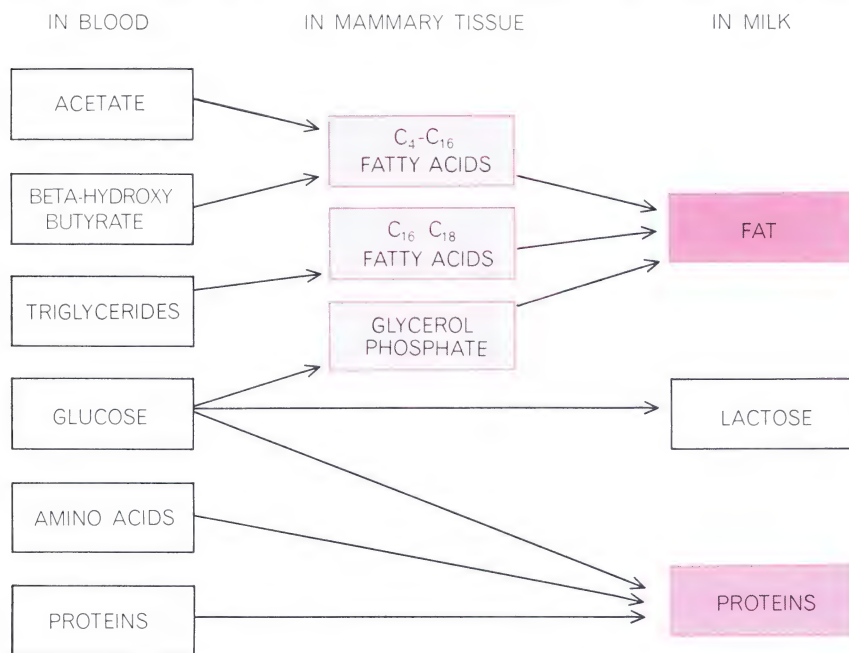 IN BLOOD
IN MAMMARY TISSUE
IN MILK
ACETATE
BETA-HYDROXY
BUTYRATE
TRIGLYCERIDES
GLUCOSE
AMINO ACIDS
PROTEINS
C₄-C₁₆
FATTY ACIDS
C₁₆ C₁₈
FATTY ACIDS
GLYCEROL
PHOSPHATE
FAT
LACTOSE
PROTEINS